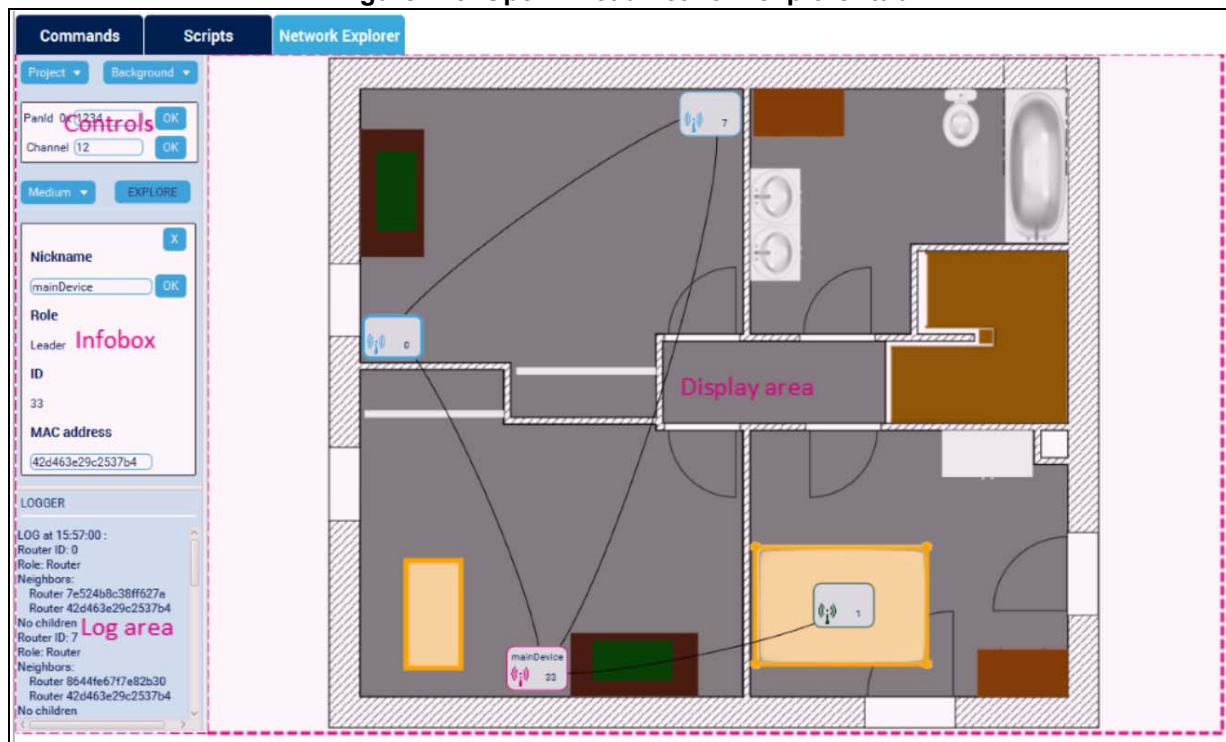 Commands Scripts Network Explorer
Project Background
PanId 0x 1234 OK
Controls
Channel 12 OK
Medium EXPLORE
X
Nickname
mainDevice OK
Role
Leader
Infobox
ID
33
MAC address
42d463e29c2537b4
LOGGER
LOG at 15:57:00 :
Router ID: 0
Role: Router
Neighbors:
Router 7e524b8c38ff627a
Router 42d463e29c2537b4
No children
Log area
Router ID: 7
Role: Router
Neighbors:
Router 8644fe67f7e82b30
Router 42d463e29c2537b4
No children
7
0
Display area
1
mainDevice
33